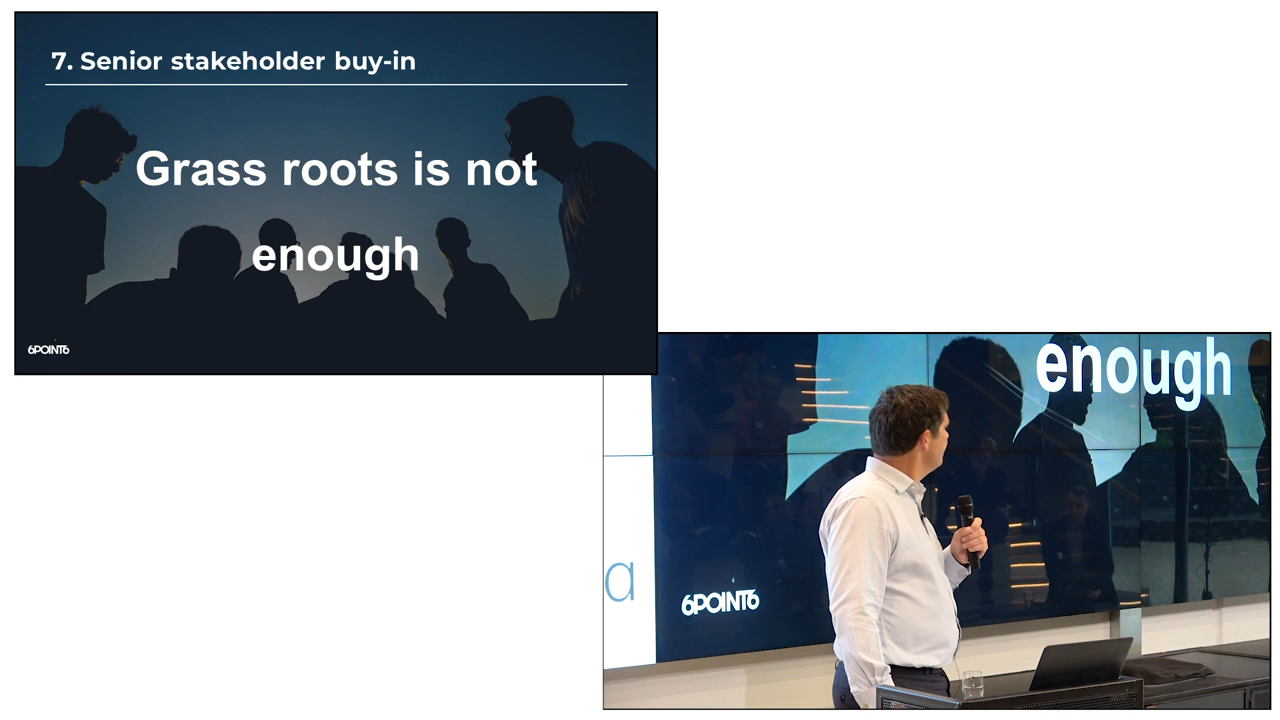 7. Senior stakeholder buy-in
Grass roots is not
enough
6POINT6
enough
a
6POINT6